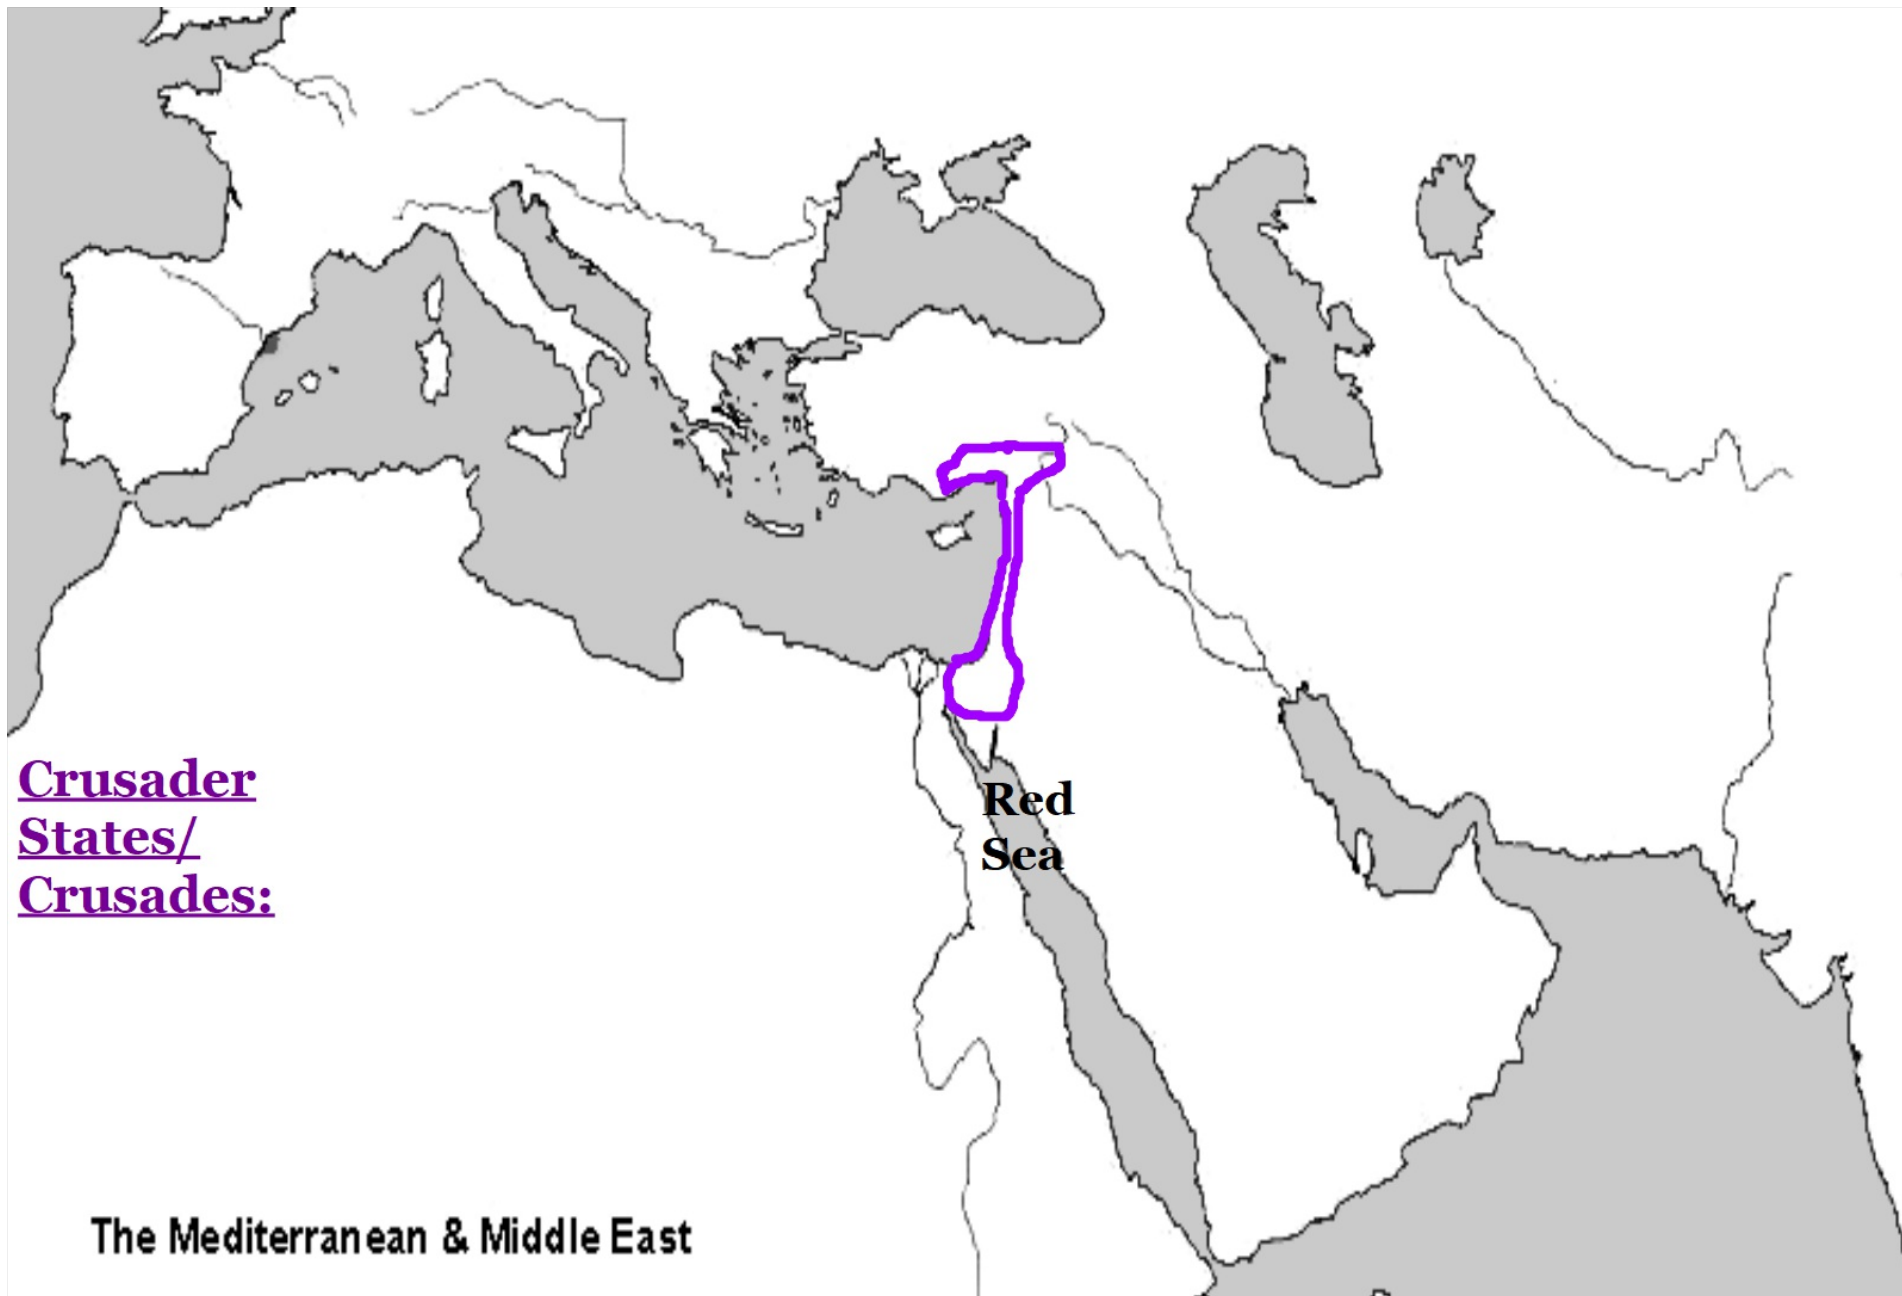 Red
Sea
Crusader
States/
Crusades:
The Mediterranean & Middle East